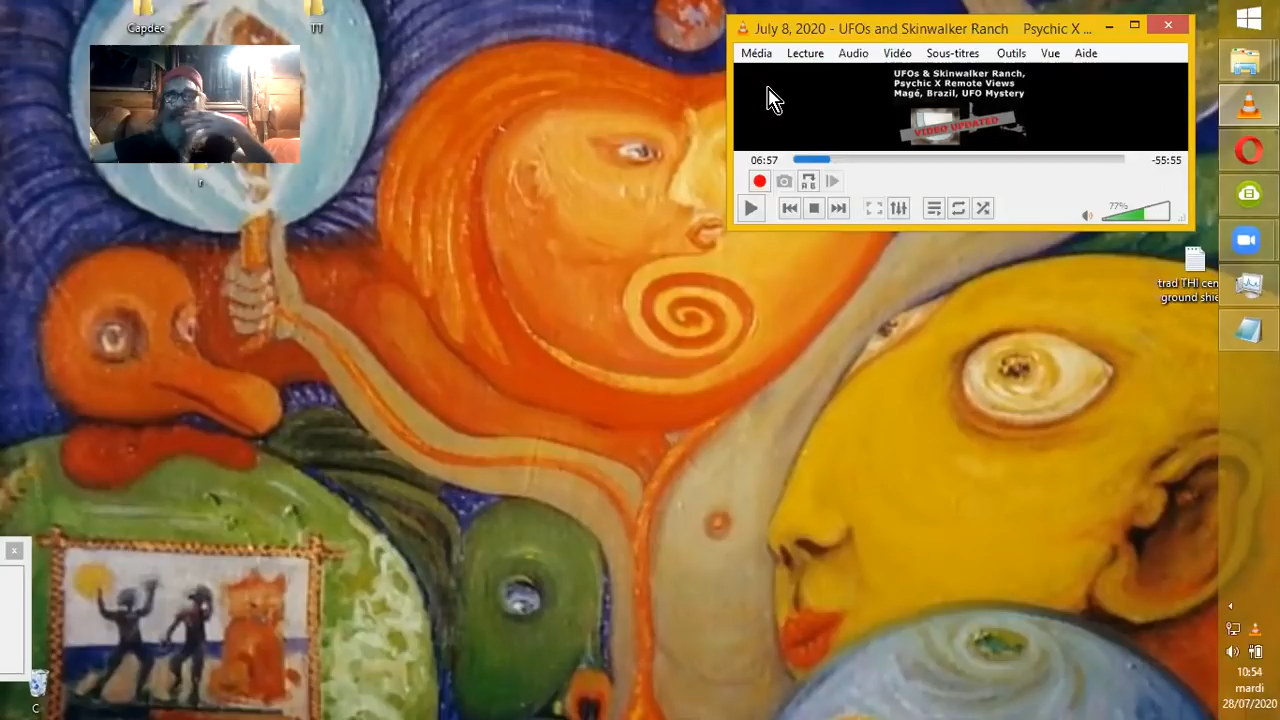 Capdec
TT
r
July 8, 2020 - UFOs and Skinwalker Ranch Psychic X ...
Média Lecture Audio Vidéo Sous-titres Outils Vue Aide
UFOs & Skinwalker Ranch,
Psychic X Remote Views
Magé, Brazil, UFO Mystery
VIDEO UPDATED
06:57
-55:55
A B
77%
trad THI cen
ground shie
x
C
10:54
mardi
28/07/2020